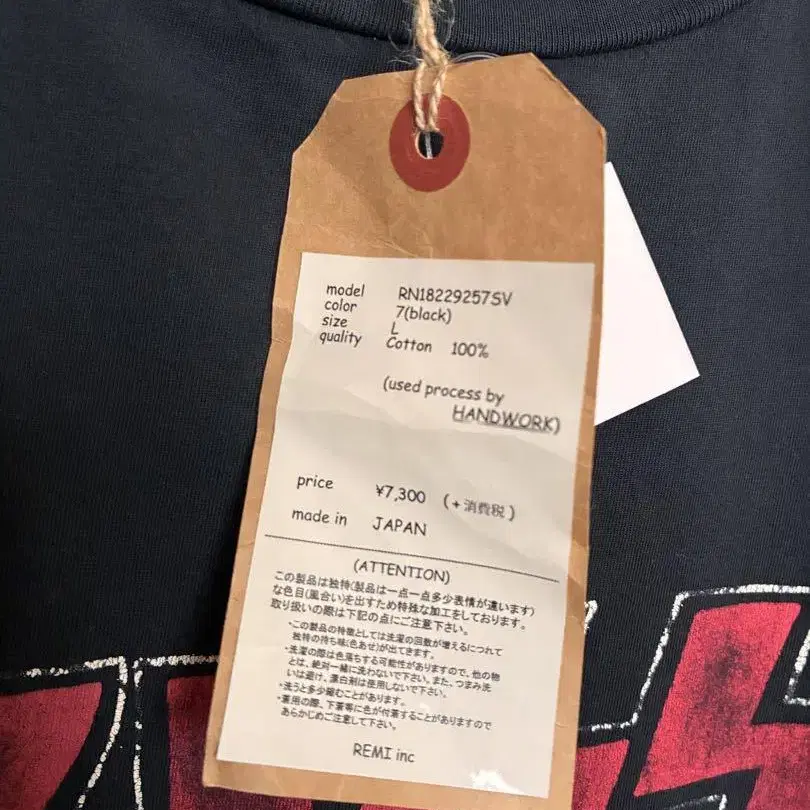 model RN18229257SV
color 7(black)
size L
quality Cotton 100%
(used process by
HANDWORK)
price ¥7,300 (+消費税)
made in JAPAN
(ATTENTION)
この製品は独特(製品は一点一点多少表情が違います)
な色目(風合い)を出すため特殊な加工をしております。
取り扱いの際は下記の点にご注意下さい。
・この製品の特徴としては洗濯の回数が増えるにつれて
独特の持ち味(色あせ)が出てきます。
・洗濯の際は色落ちする可能性がありますので、他の物
とは、絶対一緒に洗わないで下さい。また、つまみ洗
いは避け、漂白剤は使用しないで下さい。
・洗うと多少縮むことがあります。
・着用の際、下着等に色が付着することがありますので
あらかじめご注意して下さい。
REMI inc